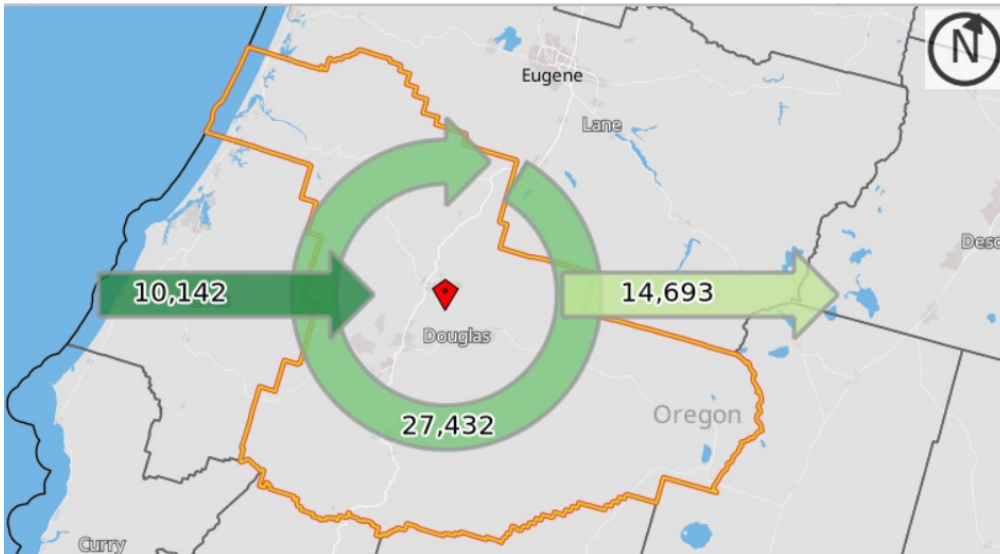 N
Eugene
Lane
Desc
10,142
14,693
Douglas
27,432
Oregon
Curry